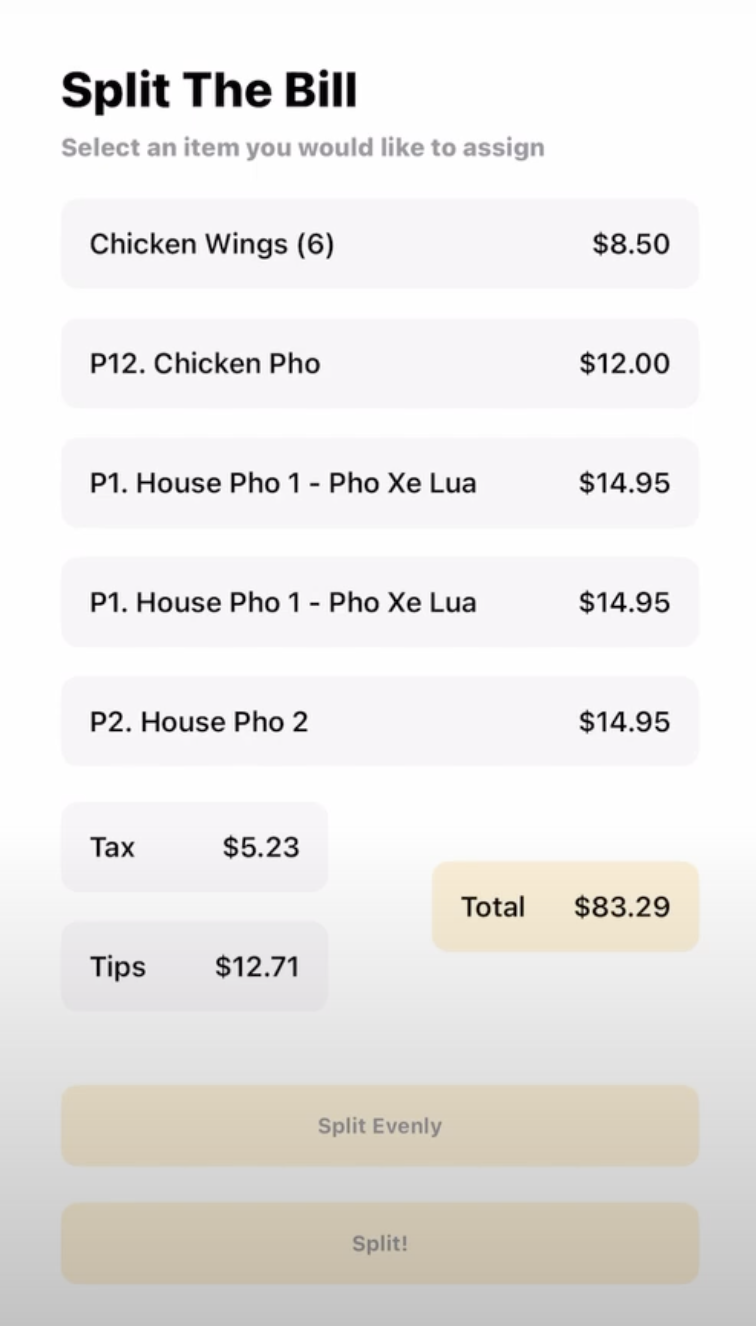 Split The Bill
Select an item you would like to assign
Chicken Wings (6) $8.50
P12. Chicken Pho $12.00
P1. House Pho 1 - Pho Xe Lua $14.95
P1. House Pho 1 - Pho Xe Lua $14.95
P2. House Pho 2 $14.95
Tax $5.23
Total $83.29
Tips $12.71
Split Evenly
Split!